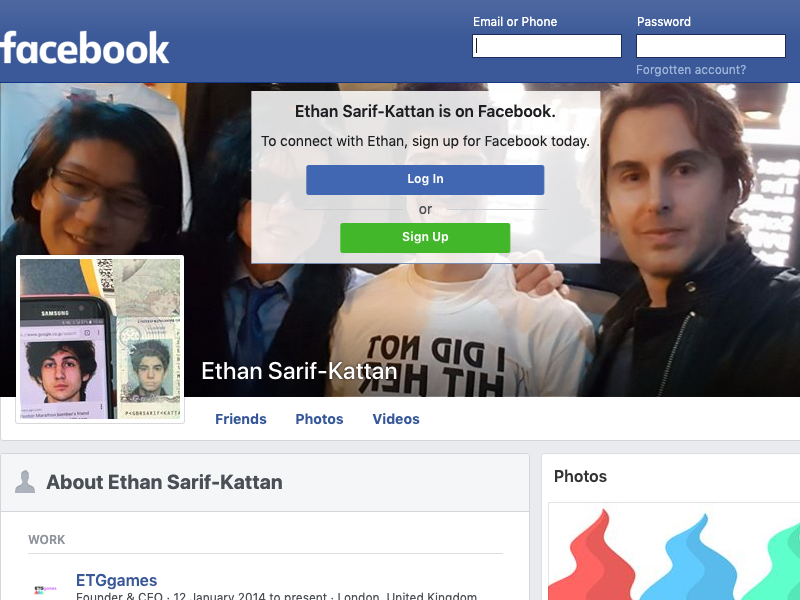 Email or Phone
Password
facebook
Forgotten account?
Ethan Sarif-Kattan is on Facebook.
To connect with Ethan, sign up for Facebook today.
Log In
or
Sign Up
SAMSUNG
I DID NOT
HIT HER
Ethan Sarif-Kattan
P<GBRSARIF<KATTA
Friends
Photos
Videos
About Ethan Sarif-Kattan
Photos
WORK
ETGgames
Founder & CEO · 12 January 2014 to present · London, United Kingdom